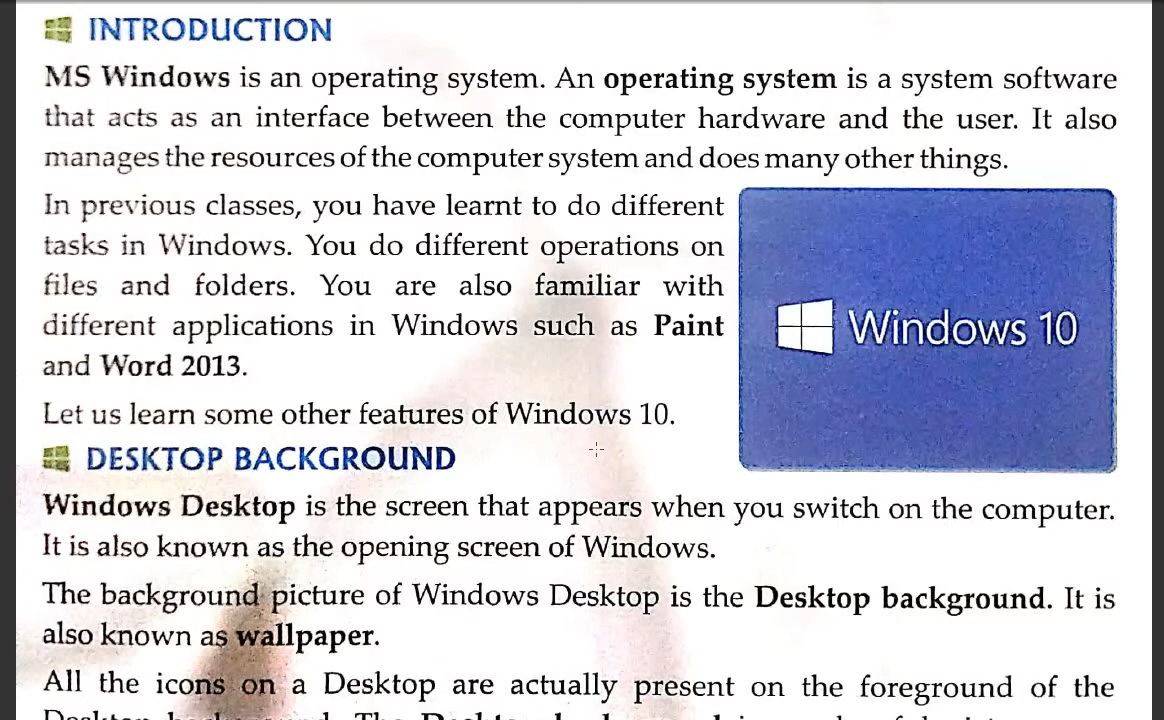 INTRODUCTION
MS Windows is an operating system. An operating system is a system software
that acts as an interface between the computer hardware and the user. It also
manages the resources of the computer system and does many other things.
In previous classes, you have learnt to do different
tasks in Windows. You do different operations on
files and folders. You are also familiar with
different applications in Windows such as Paint
and Word 2013.
Windows 10
Let us learn some other features of Windows 10.
DESKTOP BACKGROUND
Windows Desktop is the screen that appears when you switch on the computer.
It is also known as the opening screen of Windows.
The background picture of Windows Desktop is the Desktop background. It is
also known as wallpaper.
All the icons on a Desktop are actually present on the foreground of the